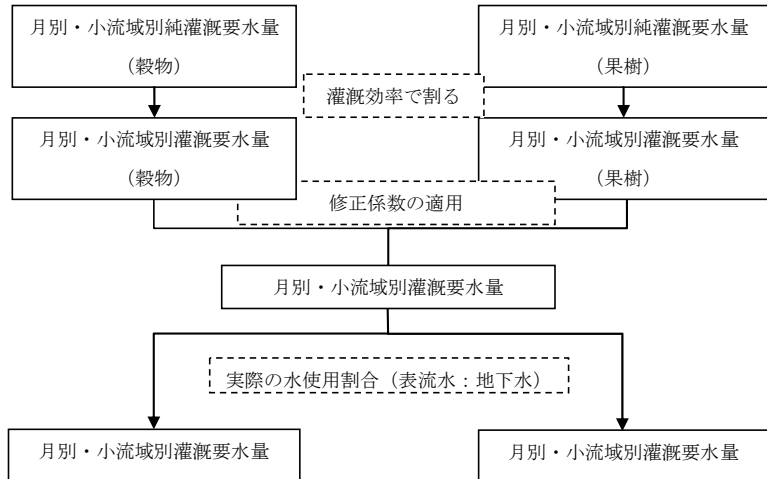 月別・小流域別純灌漑要水量
（穀物）
月別・小流域別純灌漑要水量
（果樹）
灌漑効率で割る
月別・小流域別灌漑要水量
（穀物）
月別・小流域別灌漑要水量
（果樹）
修正係数の適用
月別・小流域別灌漑要水量
実際の水使用割合（表流水：地下水）
月別・小流域別灌漑要水量
月別・小流域別灌漑要水量